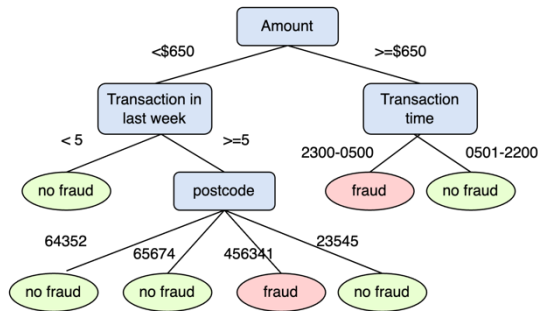 Amount
<$650
>=$650
Transaction in
last week
Transaction
time
< 5
>=5
2300-0500
0501-2200
no fraud
postcode
fraud
no fraud
64352
65674
456341
23545
no fraud
no fraud
fraud
no fraud